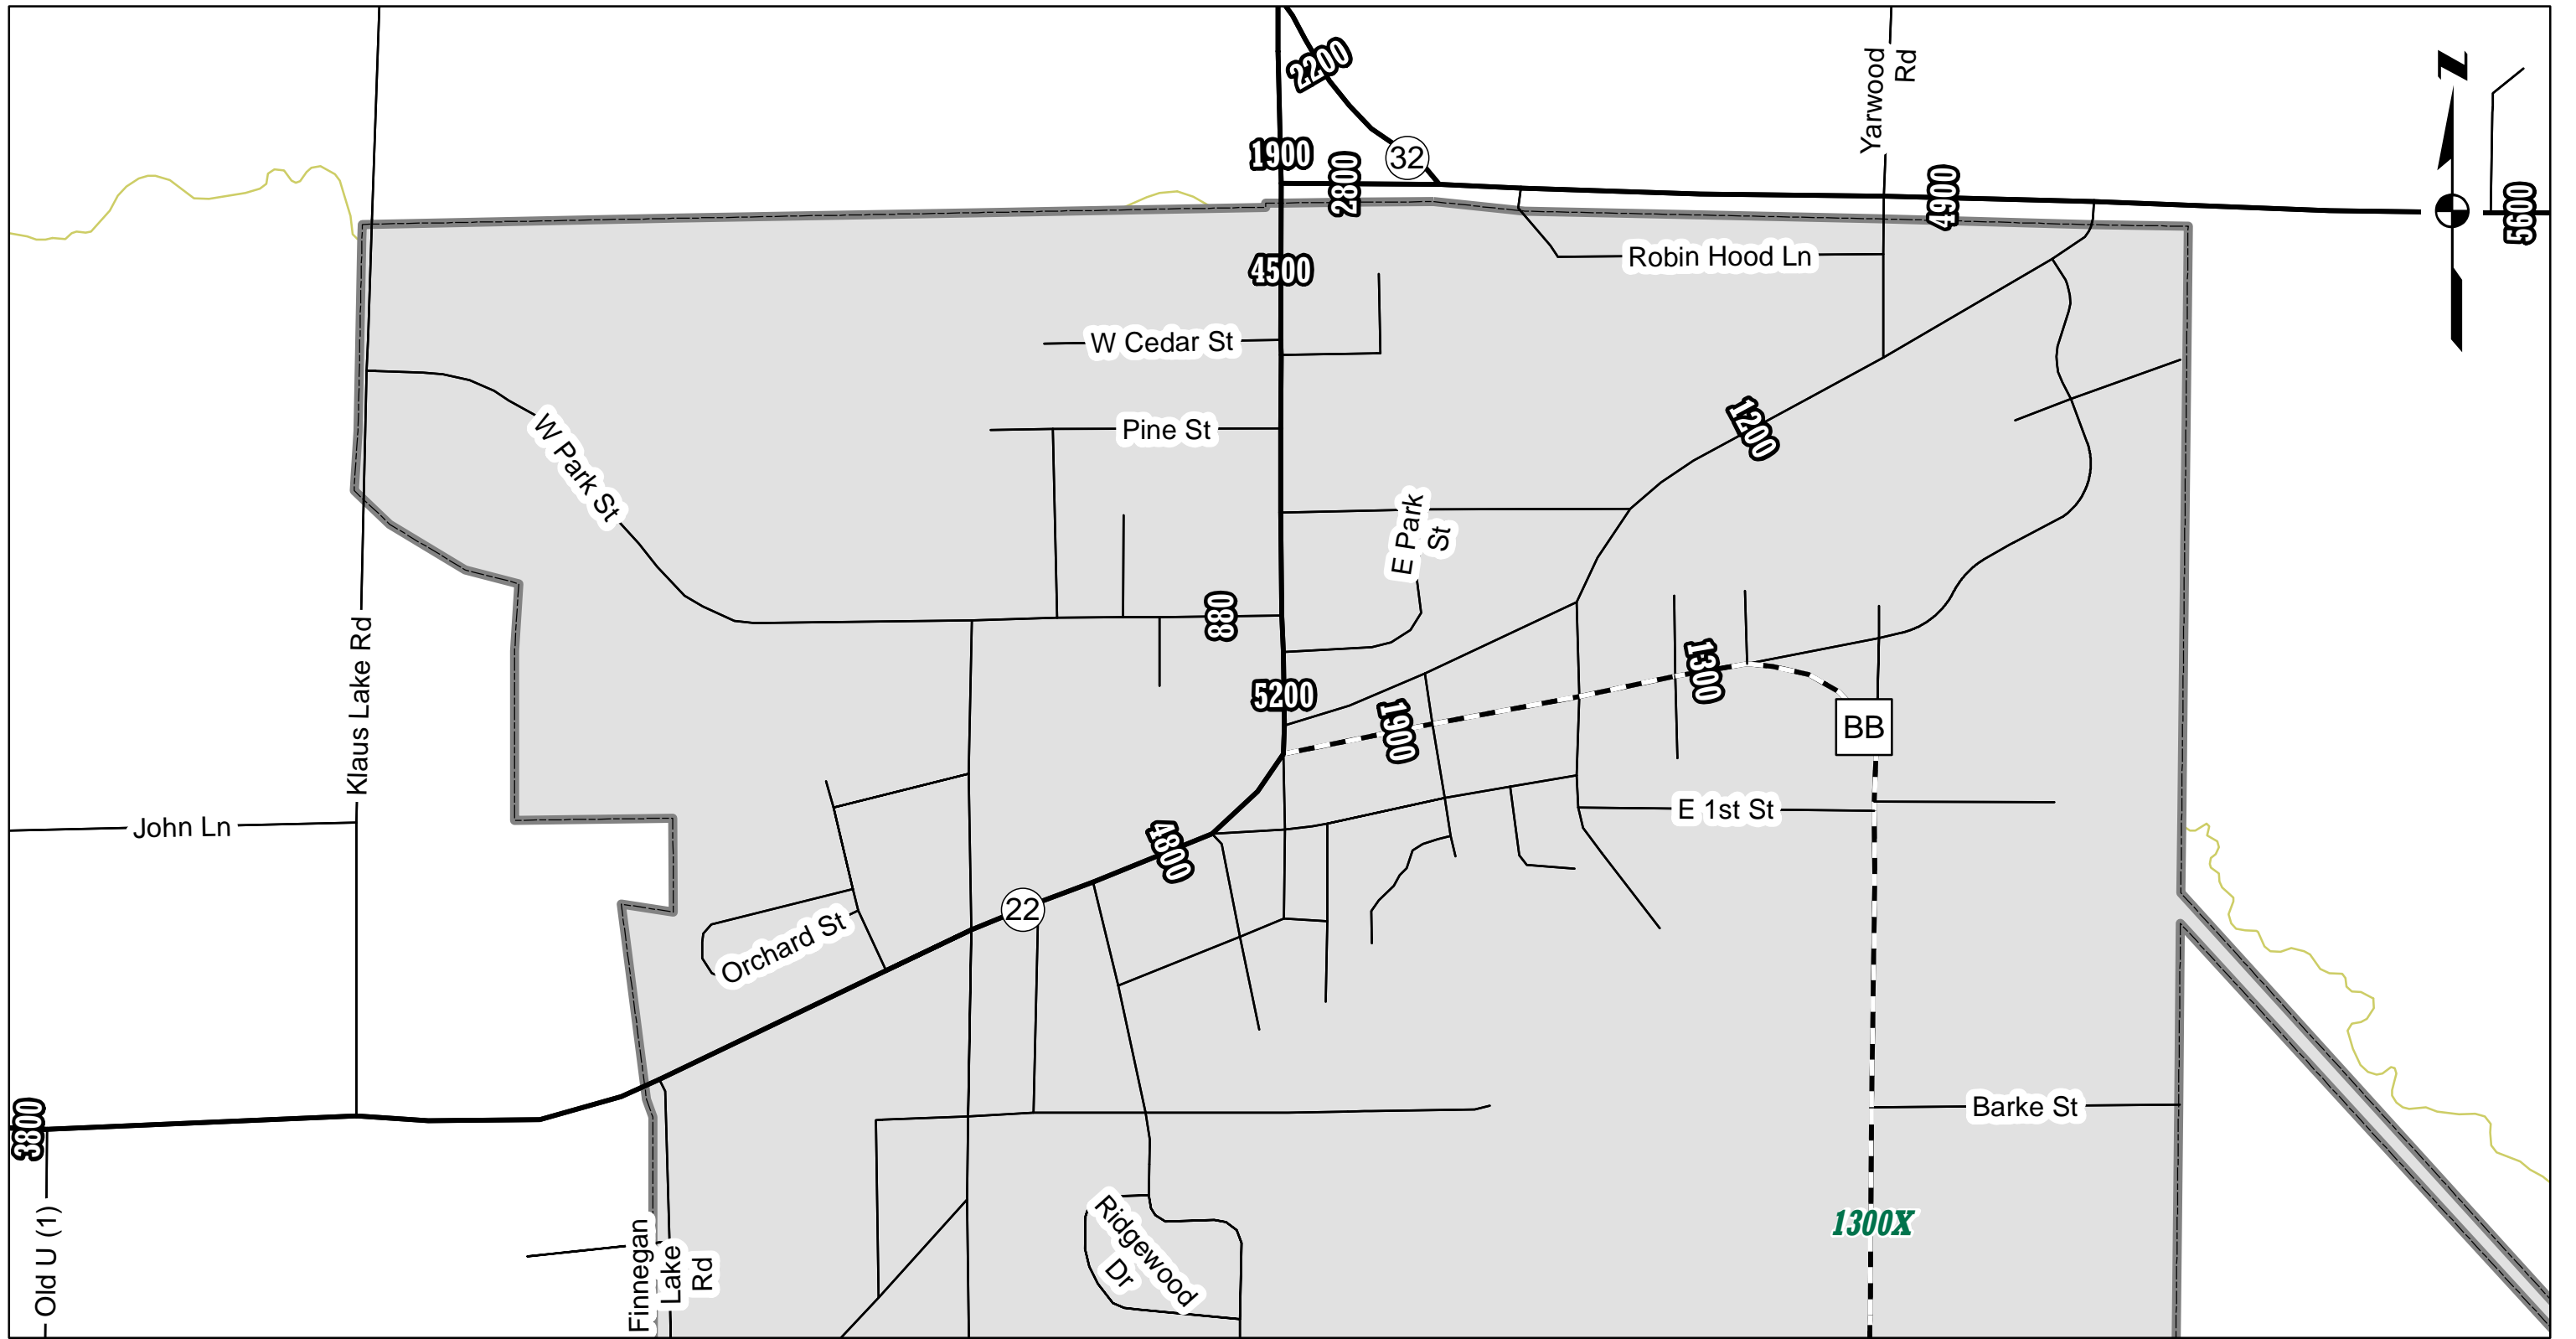 2200
Yarwood
Rd
N
1900
32
2800
4900
5600
Robin Hood Ln
4500
W Cedar St
1200
W Park St
Pine St
E Park
St
880
Klaus Lake Rd
5200
1300
1900
BB
E 1st St
John Ln
4800
22
Orchard St
3800
Barke St
Old U (1)
Finnegan
Lake
Rd
Ridgewood
Dr
1300X